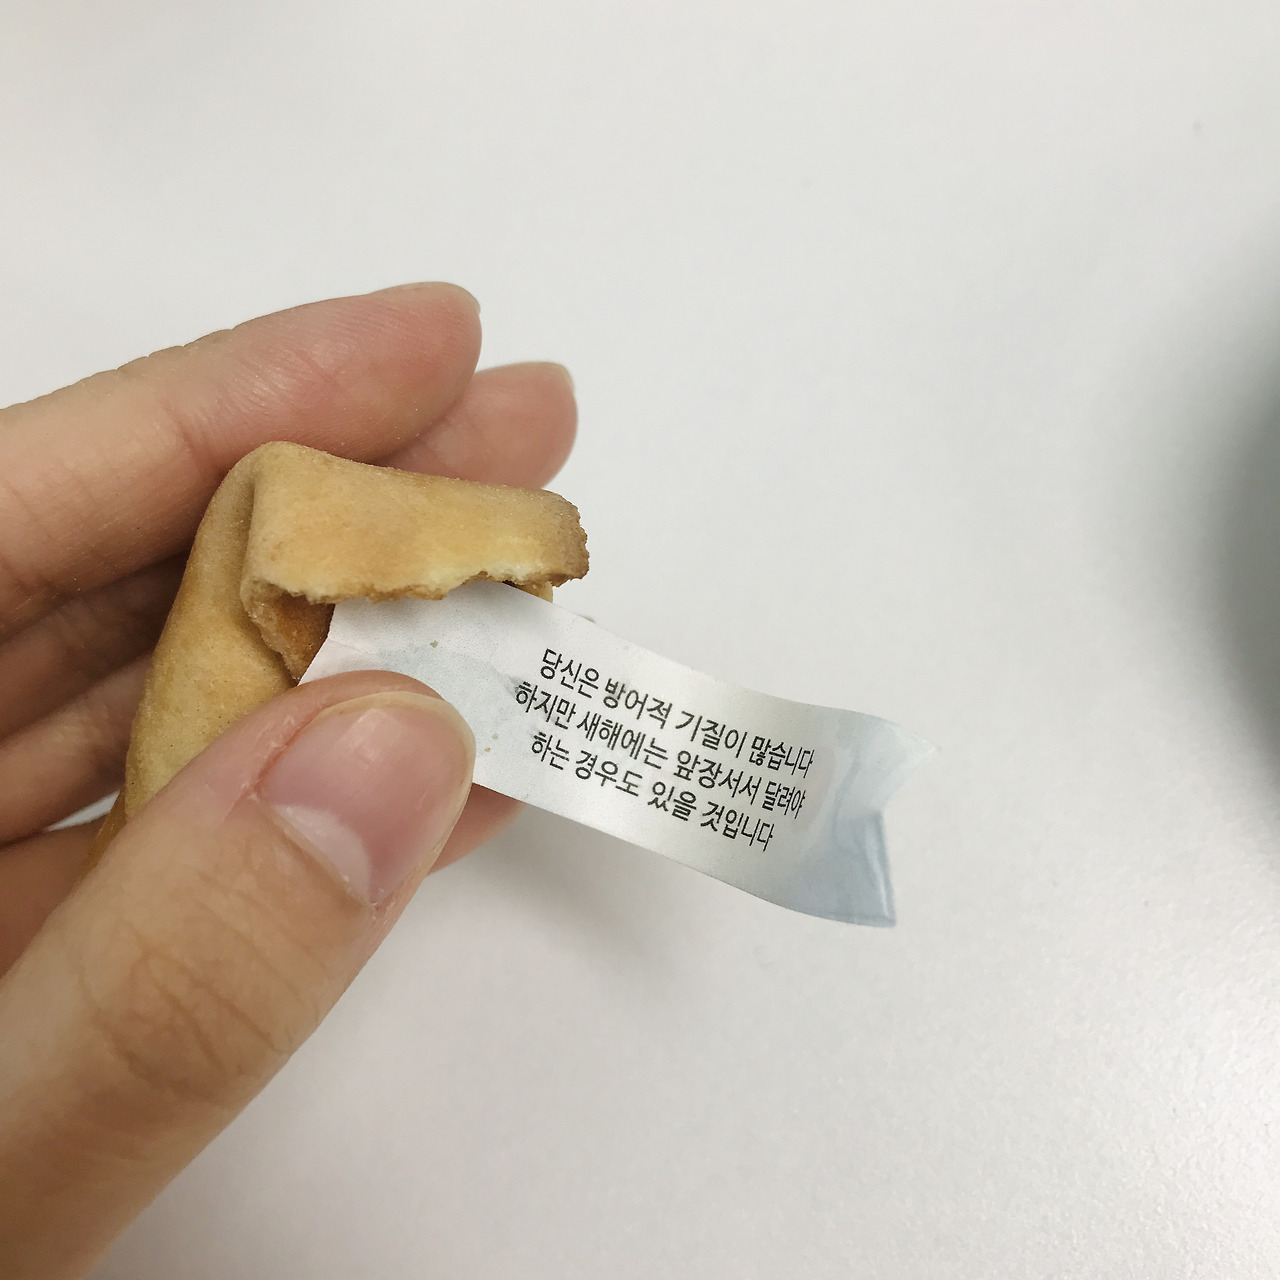 당신은 방어적 기질이 많습니다
하지만 새해에는 앞장서서 달려야
하는 경우도 있을 것입니다